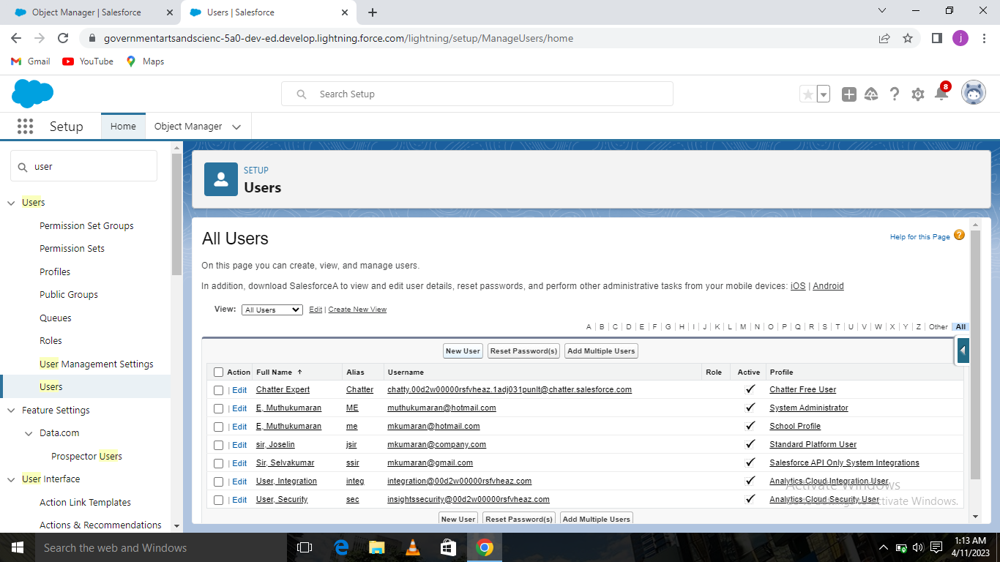 Object Manager | Salesforce
Users | Salesforce
governmentartsandscienc-5a0-dev-ed.develop.lightning.force.com/lightning/setup/ManageUsers/home
j
Gmail YouTube Maps
Search Setup
8
Setup Home Object Manager
user
Users
Permission Set Groups
Permission Sets
Profiles
Public Groups
Queues
Roles
User Management Settings
Users
Feature Settings
Data.com
Prospector Users
User Interface
Action Link Templates
Actions & Recommendations
SETUP
Users
All Users
Help for this Page ?
On this page you can create, view, and manage users.
In addition, download SalesforceA to view and edit user details, reset passwords, and perform other administrative tasks from your mobile devices: iOS | Android
View: All Users Edit | Create New View
A | B | C | D | E | F | G | H | I | J | K | L | M | N | O | P | Q | R | S | T | U | V | W | X | Y | Z | Other | All
New User Reset Password(s) Add Multiple Users
Action Full Name Alias Username Role Active Profile
| Edit Chatter Expert Chatter chatty.00d2w00000rsfvheaz.1adj031punlt@chatter.salesforce.com Chatter Free User
| Edit E, Muthukumaran ME muthukumaran@hotmail.com System Administrator
| Edit E, Muthukumaran me mkumaran@hotmail.com School Profile
| Edit sir, Joselin jsir mkumaran@company.com Standard Platform User
| Edit Sir, Selvakumar ssir mkumaran@gmail.com Salesforce API Only System Integrations
| Edit User, Integration integ integration@00d2w00000rsfvheaz.com Analytics Cloud Integration User
| Edit User, Security sec insightssecurity@00d2w00000rsfvheaz.com Analytics Cloud Security User
New User Reset Password(s) Add Multiple Users
Activate Windows
Go to Settings to activate Windows.
Search the web and Windows
1:13 AM
4/11/2023